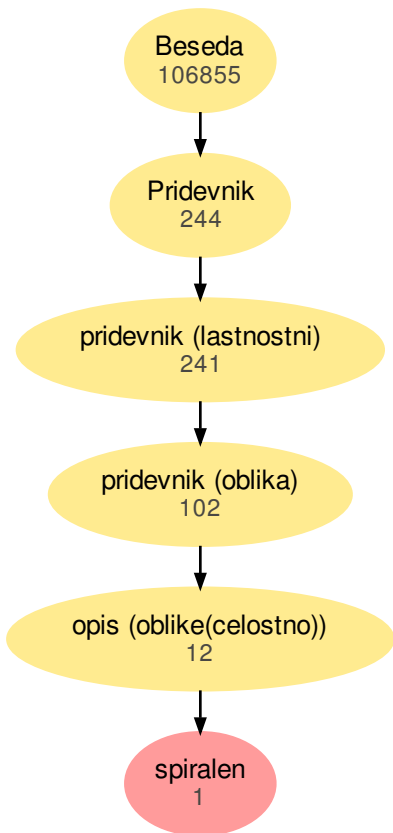 Beseda
106855
Pridevnik
244
pridevnik (lastnostni)
241
pridevnik (oblika)
102
opis (oblike(celostno))
12
spiralen
1